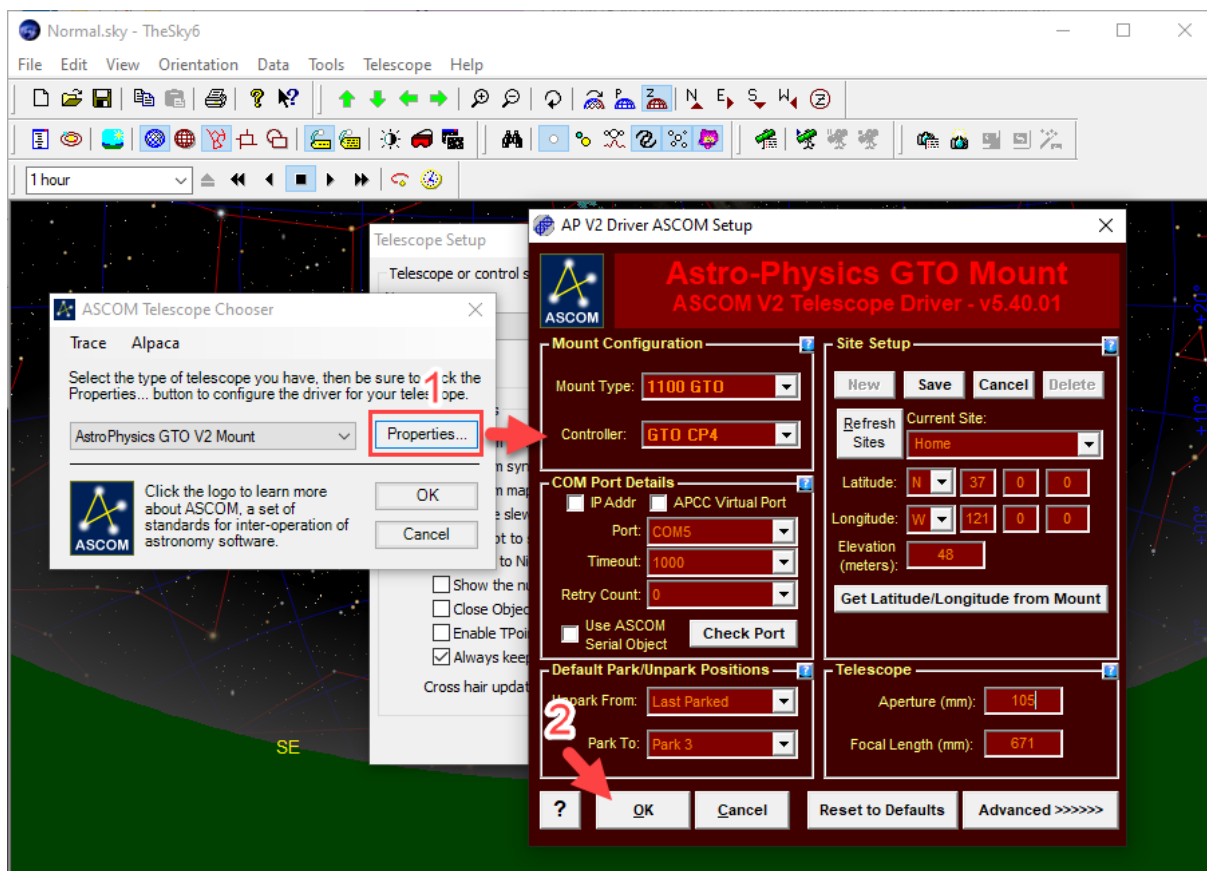 Normal.sky - TheSky6
File Edit View Orientation Data Tools Telescope Help
N E S W Z
P Z
1 hour
Telescope Setup
Telescope or control s
ASCOM Telescope Chooser
Trace Alpaca
Select the type of telescope you have, then be sure to the
Properties... button to configure the driver for your
1
AstroPhysics GTO V2 Mount
Properties...
Click the logo to learn more
about ASCOM, a set of
standards for inter-operation of
astronomy software.
ASCOM
OK
Cancel
Show the
Close
Enable
Always
Cross hair
SE
AP V2 Driver ASCOM Setup
ASCOM
Astro-Physics GTO Mount
ASCOM V2 Telescope Driver - v5.40.01
Mount Configuration
?
Mount Type: 1100 GTO
Controller: GTO CP4
COM Port Details
?
IP Addr APCC Virtual Port
Port: COM5
Timeout: 1000
Retry Count: 0
Use ASCOM
Serial Object
Check Port
Default Park/Unpark Positions
?
Unpark From: Last Parked
2
Park To: Park 3
Site Setup
?
New Save Cancel Delete
Refresh
Sites
Current Site:
Home
Latitude: N 37 0 0
Longitude: W 121 0 0
Elevation
(meters):
48
Get Latitude/Longitude from Mount
Telescope
?
Aperture (mm): 105
Focal Length (mm): 671
? OK Cancel Reset to Defaults Advanced >>>>>>
+20°
+10°
+00°